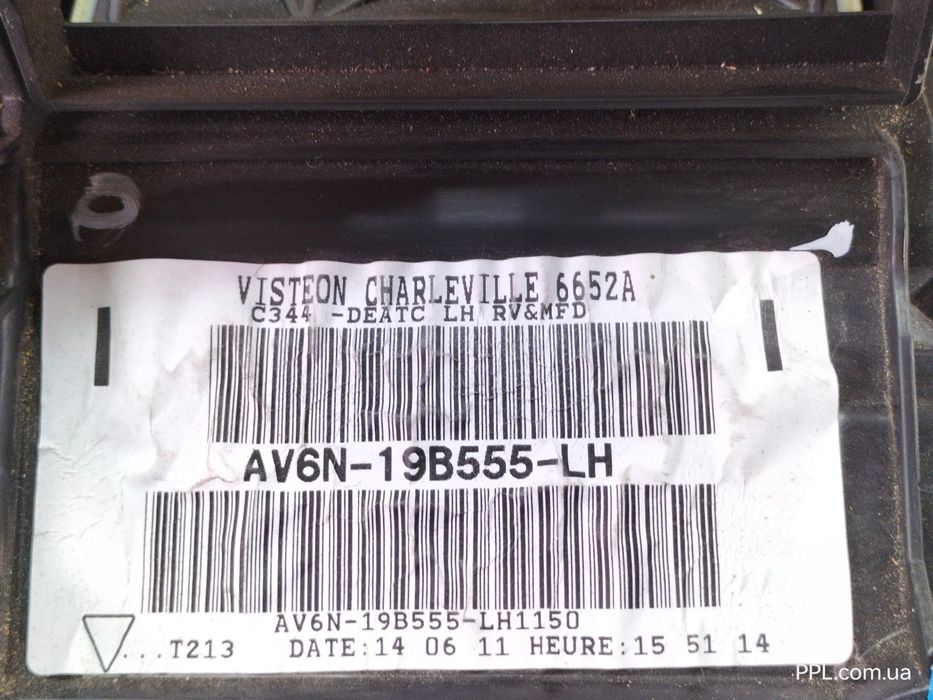 VISTEON CHARLEVILLE 6652A
C344 -DEATC LH RV&MFD
AV6N-19B555-LH
AV6N-19B555-LH1150
...T213 DATE:14 06 11 HEURE:15 51 14
PPL.com.ua